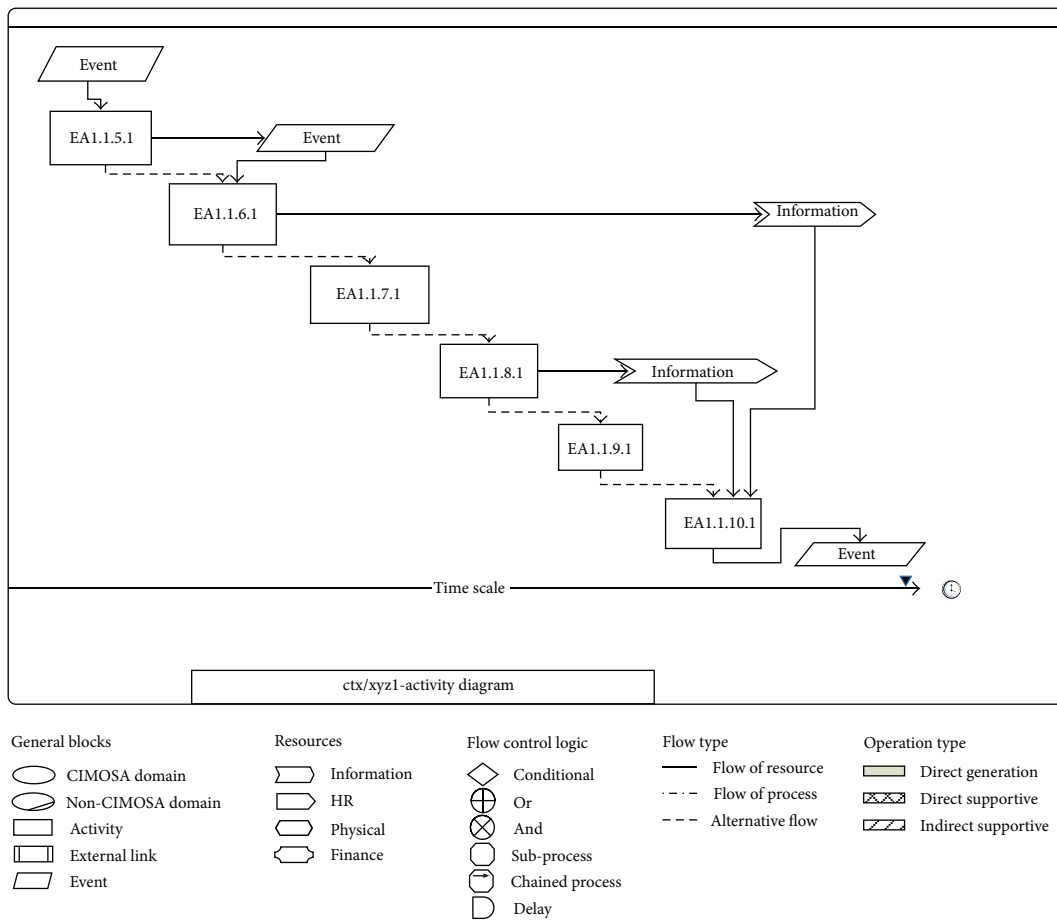 Event
EA1.1.5.1
Event
EA1.1.6.1
Information
EA1.1.7.1
EA1.1.8.1
Information
EA1.1.9.1
EA1.1.10.1
Event
Time scale
ctx/xyz1-activity diagram
General blocks
CIMOSA domain
Non-CIMOSA domain
Activity
External link
Event
Resources
Information
HR
Physical
Finance
Flow control logic
Conditional
Or
And
Sub-process
Chained process
Delay
Flow type
Flow of resource
Flow of process
Alternative flow
Operation type
Direct generation
Direct supportive
Indirect supportive